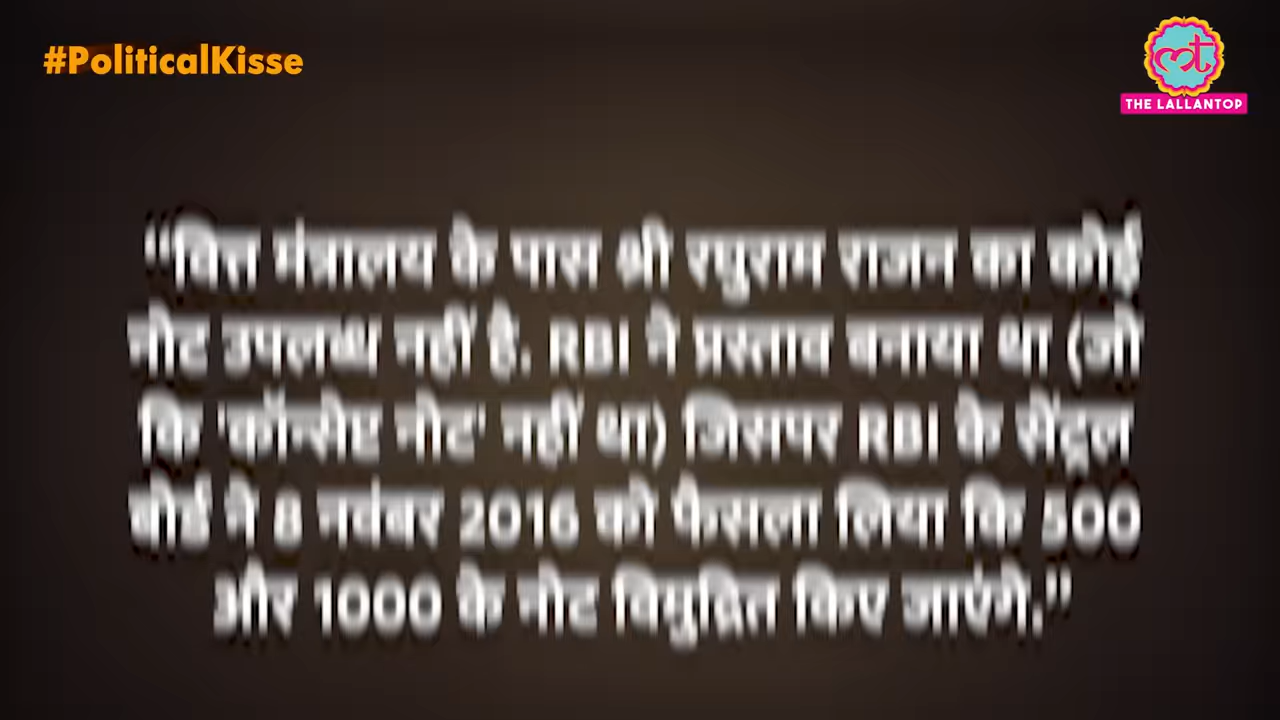 #PoliticalKisse
THE LALLANTOP
"वित्त मंत्रालय के पास श्री रघुराम राजन का कोई
नोट उपलब्ध नहीं है. RBI ने प्रस्ताव बनाया था (जो
कि 'कॉन्सेप्ट नोट' नहीं था) जिसपर RBI के सेंट्रल
बोर्ड ने 8 नवंबर 2016 को फैसला लिया कि 500
और 1000 के नोट विमुद्रित किए जाएंगे."